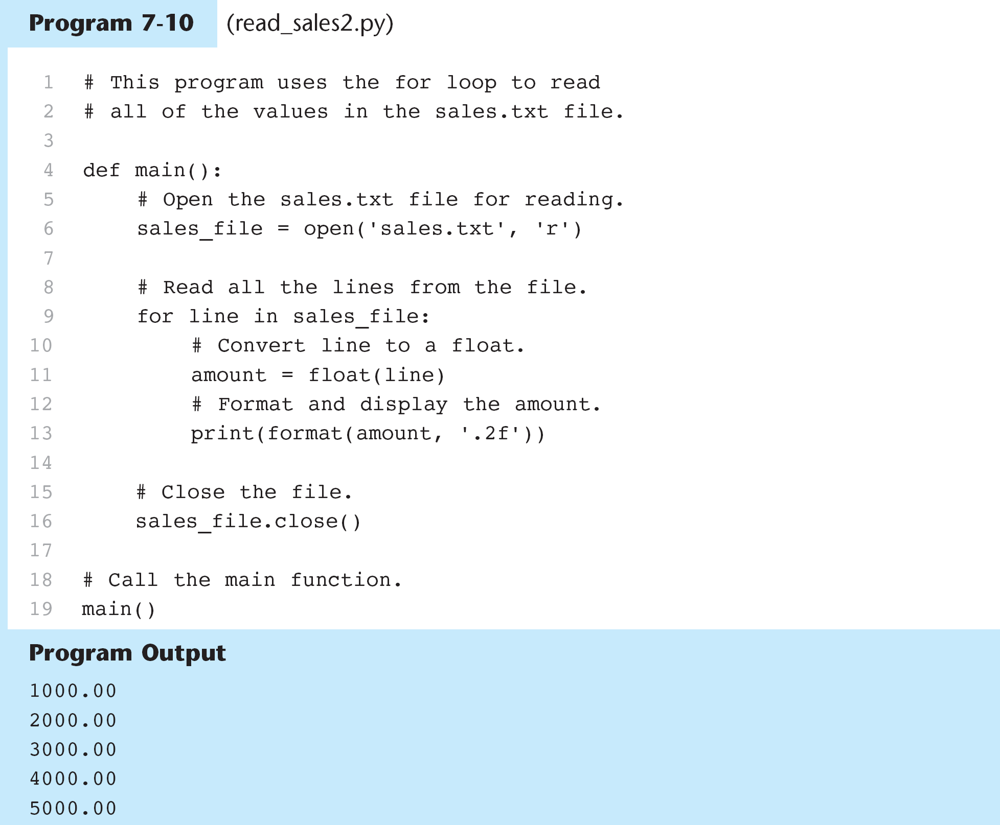 Program 7-10 (read_sales2.py)
1 # This program uses the for loop to read
2 # all of the values in the sales.txt file.
3
4 def main():
5     # Open the sales.txt file for reading.
6     sales_file = open('sales.txt', 'r')
7
8     # Read all the lines from the file.
9     for line in sales_file:
10         # Convert line to a float.
11         amount = float(line)
12         # Format and display the amount.
13         print(format(amount, '.2f'))
14
15     # Close the file.
16     sales_file.close()
17
18 # Call the main function.
19 main()
Program Output
1000.00
2000.00
3000.00
4000.00
5000.00